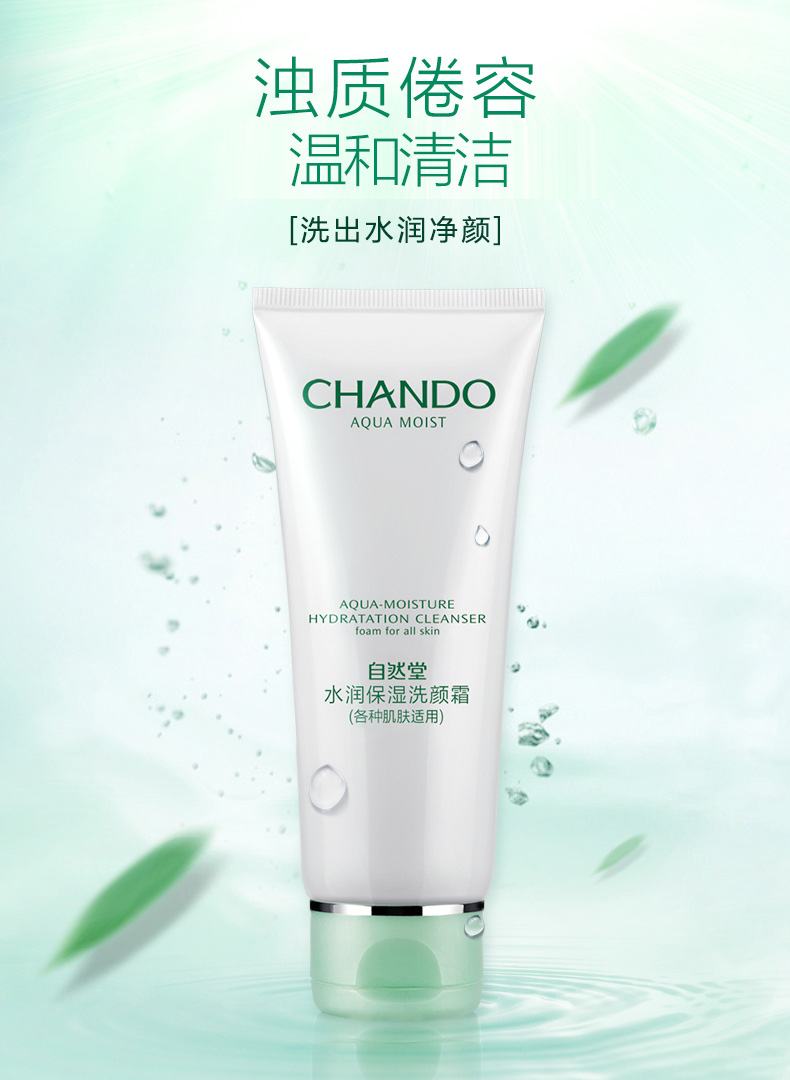 浊质倦容
温和清洁
[洗出水润净颜]
CHANDO
AQUA MOIST
AQUA-MOISTURE
HYDRATATION CLEANSER
foam for all skin
自然堂
水润保湿洗颜霜
(各种肌肤适用)